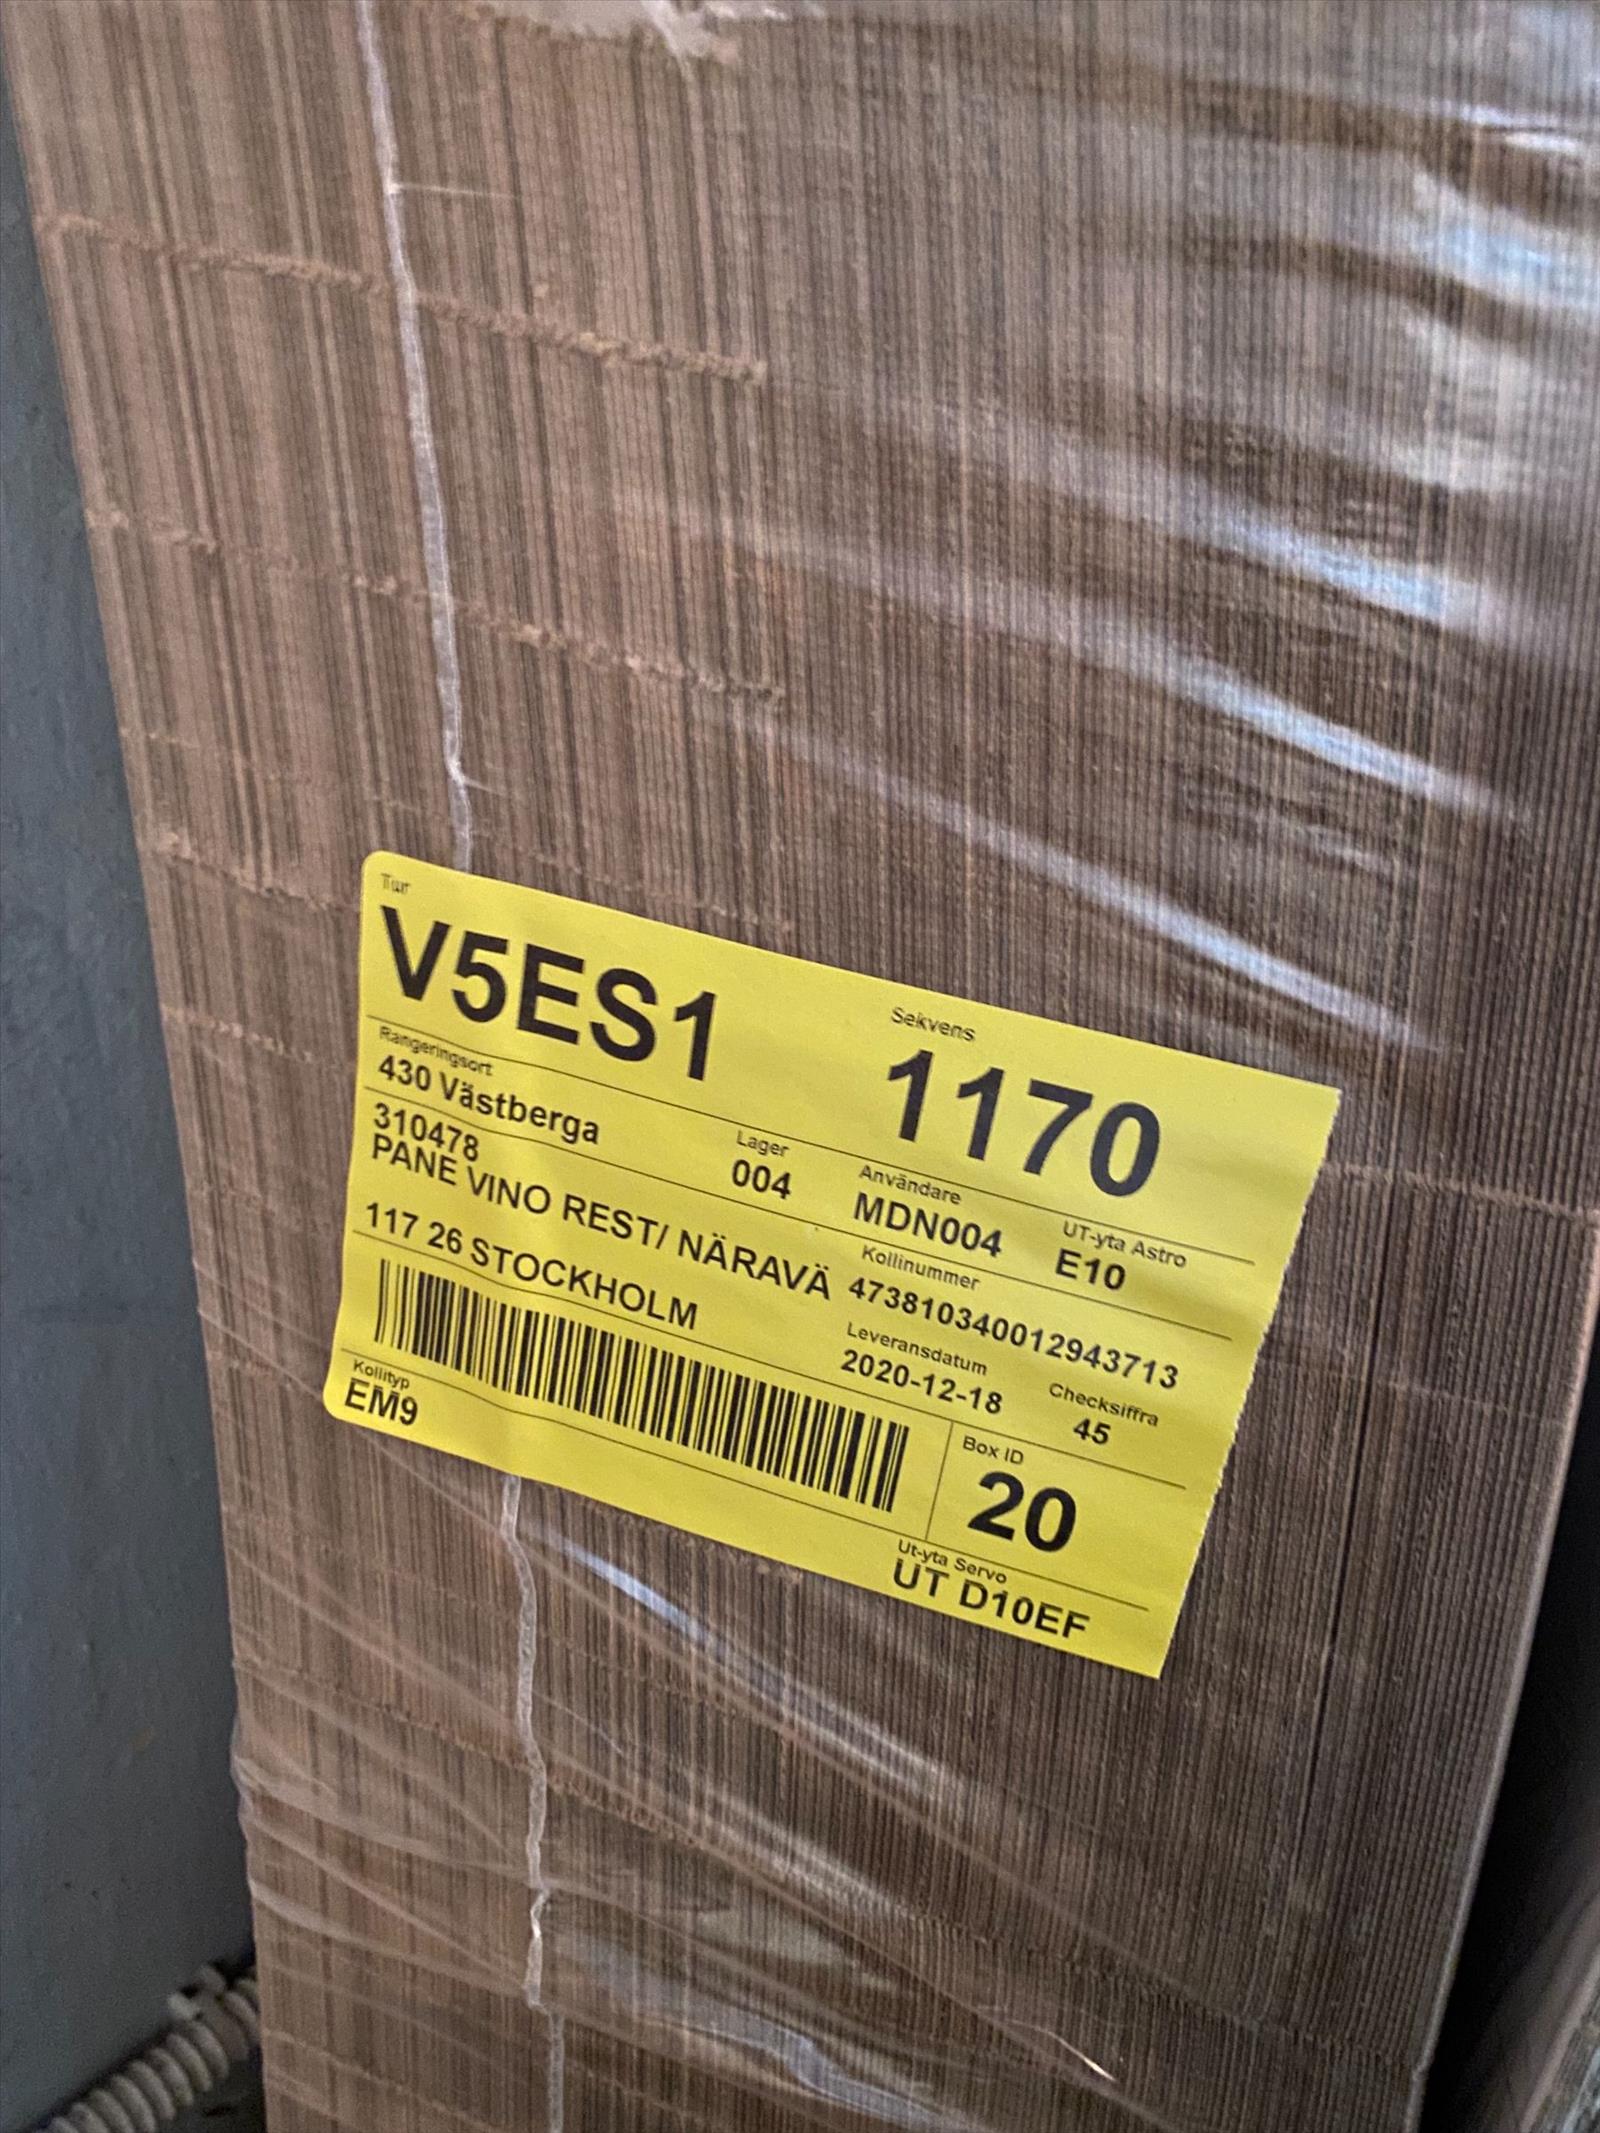 Tur
V5ES1
Sekvens
1170
Rangeringsort
430 Västberga
Lager
004
Användare
MDN004
UT-yta Astro
E10
310478
PANE VINO REST/ NÄRAVÄ
117 26 STOCKHOLM
Kollinummer
47381034001294371​3
Leveransdatum
2020-12-18
Checksiffra
45
Kollityp
EM9
Box ID
20
Ut-yta Servo
UT D10EF